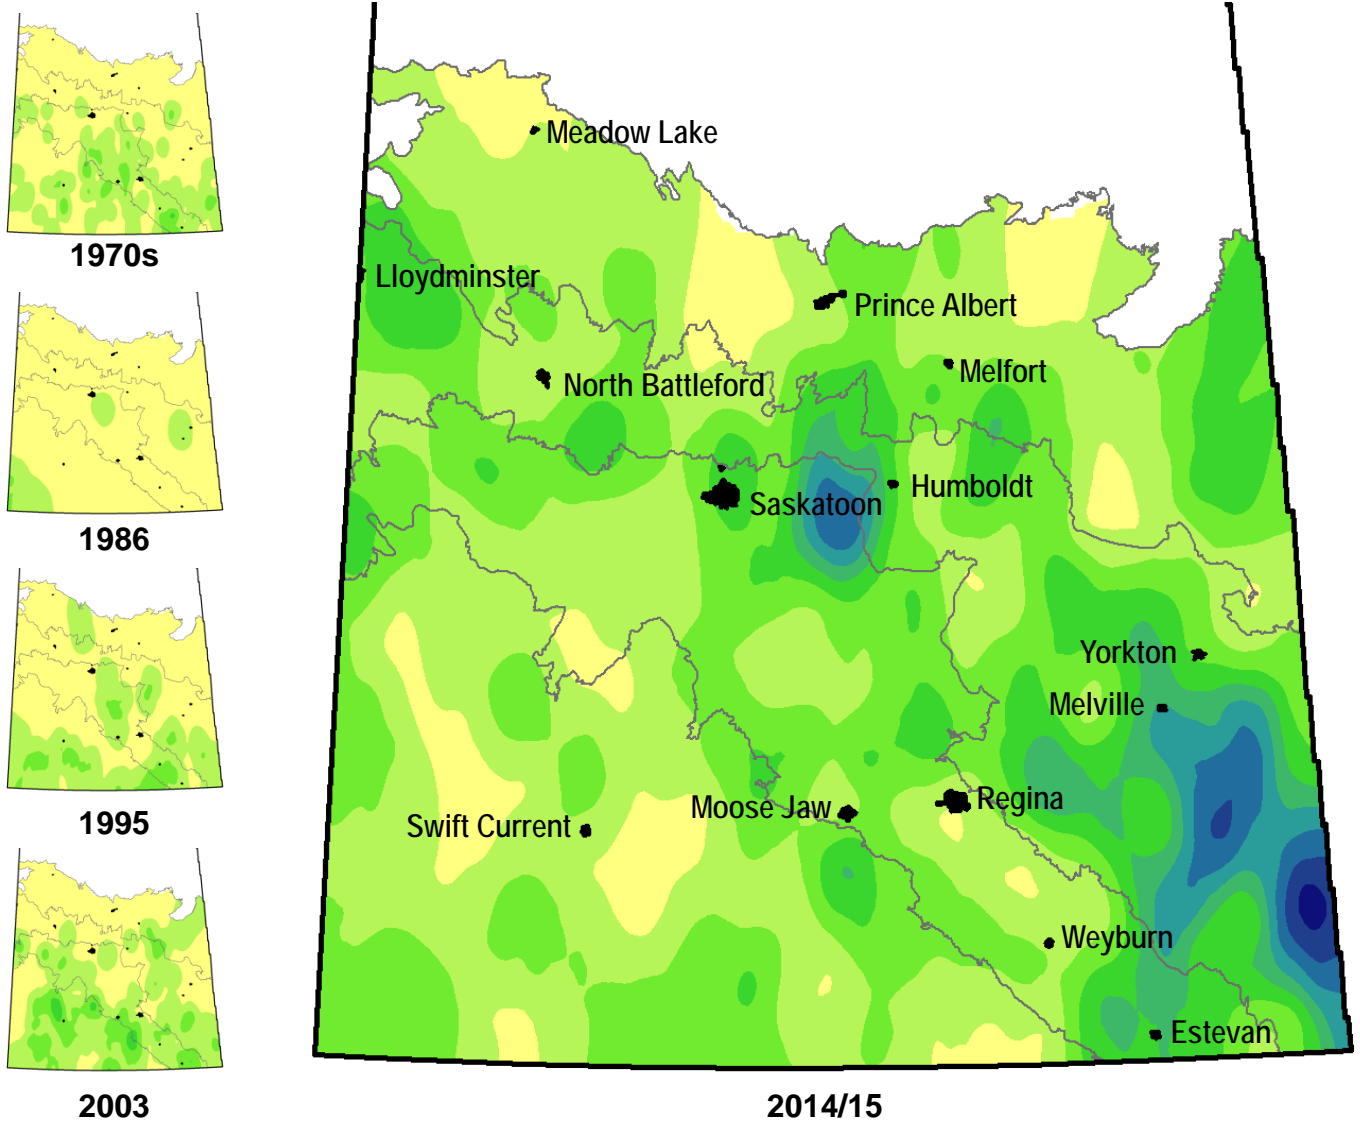 Meadow Lake
1970s
Lloydminster
Prince Albert
Melfort
North Battleford
Humboldt
Saskatoon
1986
Yorkton
Melville
Regina
Moose Jaw
Swift Current
1995
Weyburn
Estevan
2003
2014/15